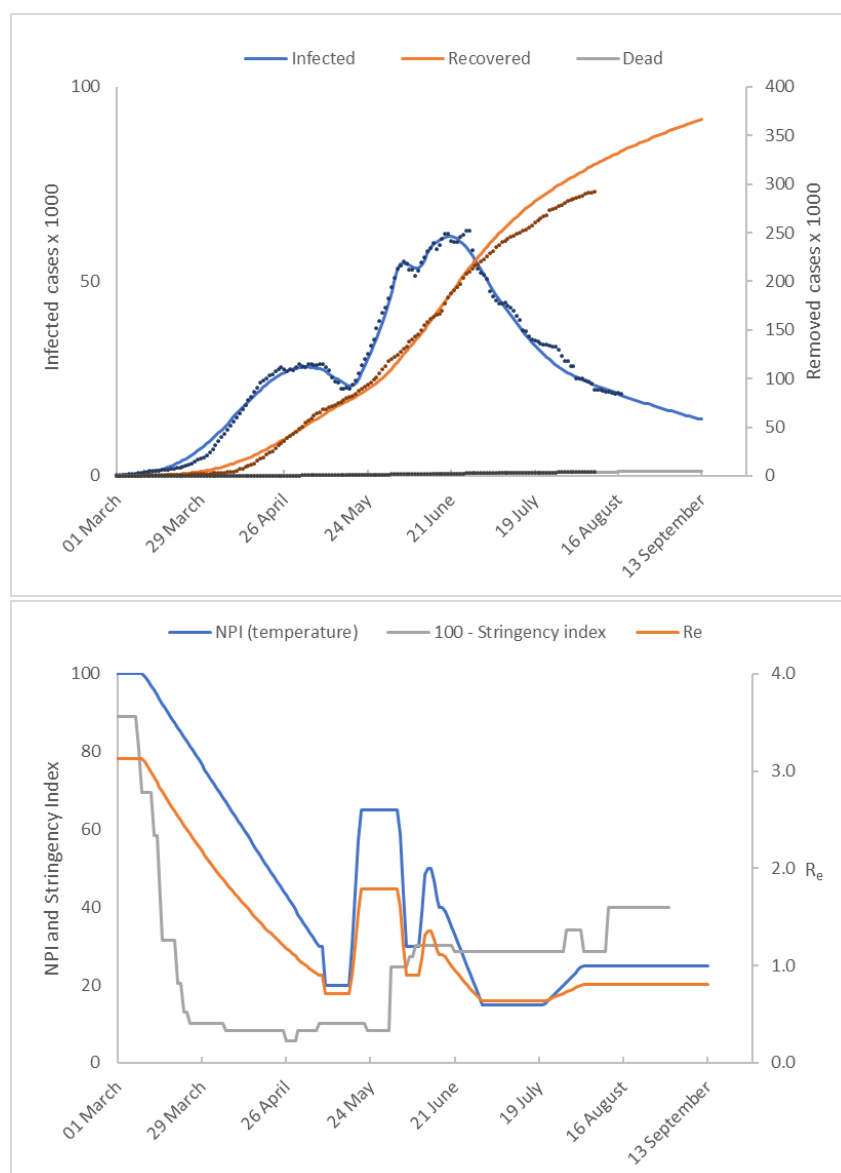 Infected Recovered Dead
100
50
0
Infected cases x 1000
400
350
300
250
200
150
100
50
0
Removed cases x 1000
01 March
29 March
26 April
24 May
21 June
19 July
16 August
13 September
NPI (temperature) 100 - Stringency index Re
100
80
60
40
20
0
NPI and Stringency Index
4.0
3.0
2.0
1.0
0.0
Re
01 March
29 March
26 April
24 May
21 June
19 July
16 August
13 September